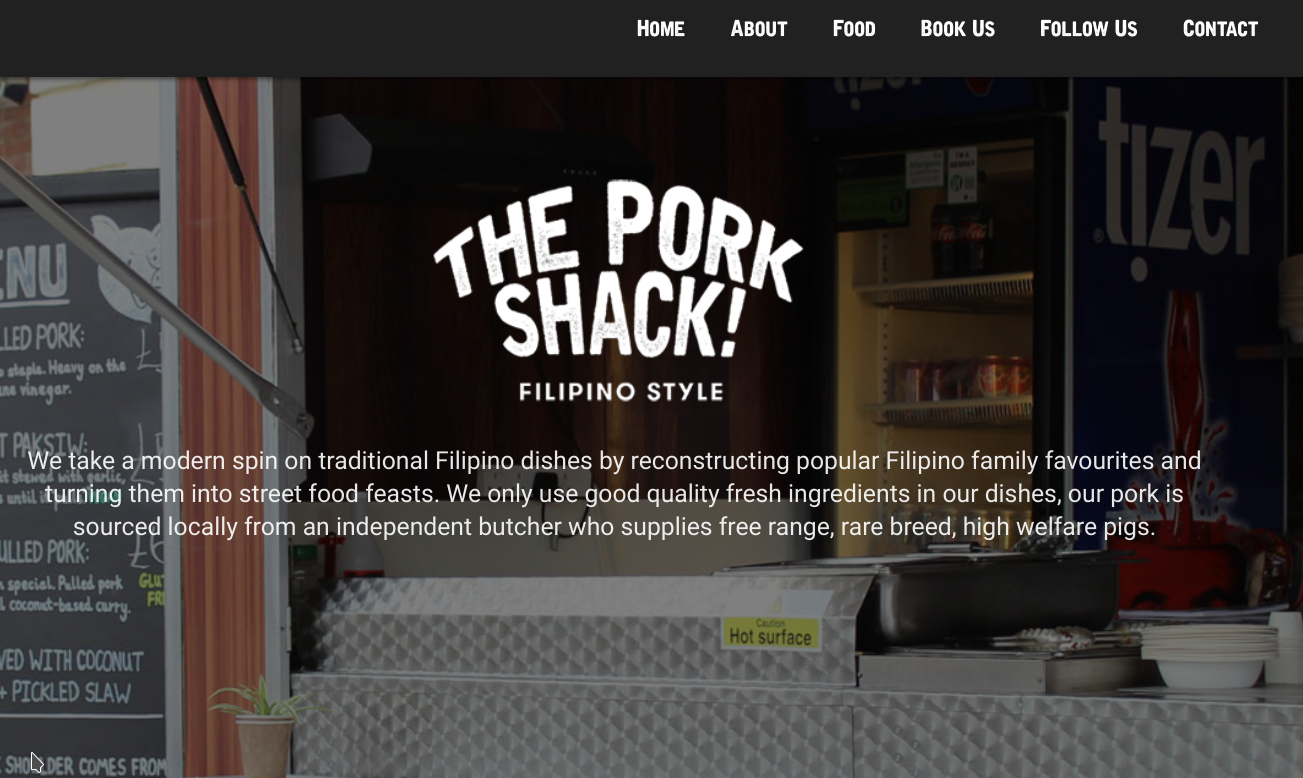 Home About Food Book Us Follow Us Contact
tizer
tizer
THE PORK
SHACK!
FILIPINO STYLE
ENU
LLED PORK:
staple. Heavy on the
vinegar.
T PAKSIW:
stewed with garlic,
We take a modern spin on traditional Filipino dishes by reconstructing popular Filipino family favourites and
turning them into street food feasts. We only use good quality fresh ingredients in our dishes, our pork is
sourced locally from an independent butcher who supplies free range, rare breed, high welfare pigs.
ULLED PORK: £6
special. Pulled pork
coconut-based curry.
GLU
FR
Caution
Hot surface
VED WITH COCONUT
+ PICKLED SLAW
SHOULDER COMES FROM